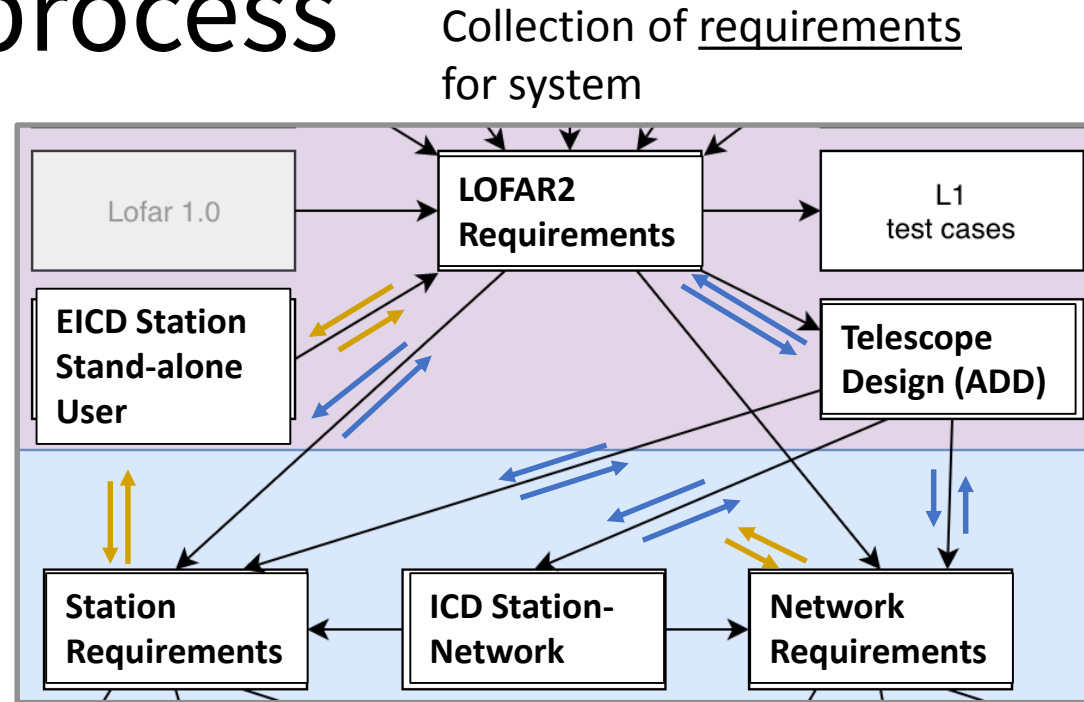 process
Collection of requirements
for system
Lofar 1.0
LOFAR2
Requirements
L1
test cases
EICD Station
Stand-alone
User
Telescope
Design (ADD)
Station
Requirements
ICD Station-
Network
Network
Requirements